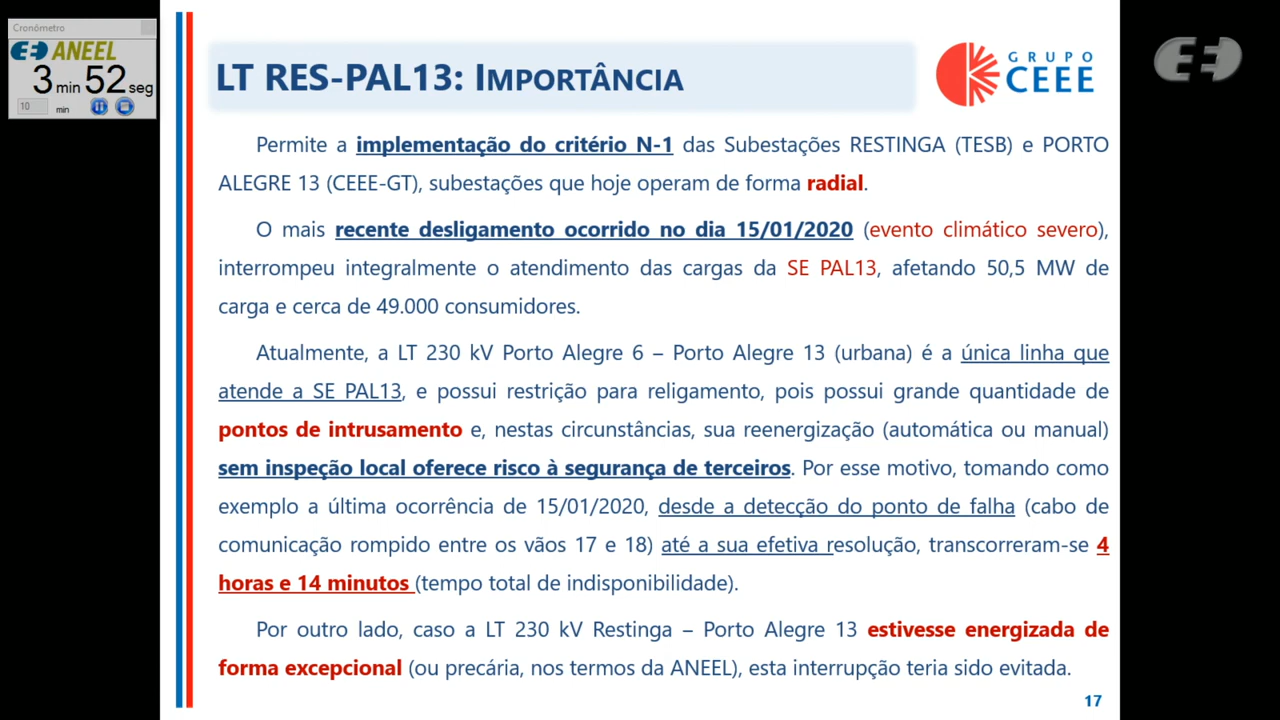 Cronômetro
ANEEL
3 min 52 seg
10 min
LT RES-PAL13: IMPORTÂNCIA
GRUPO
CEEE
Permite a implementação do critério N-1 das Subestações RESTINGA (TESB) e PORTO
ALEGRE 13 (CEEE-GT), subestações que hoje operam de forma radial.
O mais recente desligamento ocorrido no dia 15/01/2020 (evento climático severo),
interrompeu integralmente o atendimento das cargas da SE PAL13, afetando 50,5 MW de
carga e cerca de 49.000 consumidores.
Atualmente, a LT 230 kV Porto Alegre 6 – Porto Alegre 13 (urbana) é a única linha que
atende a SE PAL13, e possui restrição para religamento, pois possui grande quantidade de
pontos de intrusamento e, nestas circunstâncias, sua reenergização (automática ou manual)
sem inspeção local oferece risco à segurança de terceiros. Por esse motivo, tomando como
exemplo a última ocorrência de 15/01/2020, desde a detecção do ponto de falha (cabo de
comunicação rompido entre os vãos 17 e 18) até a sua efetiva resolução, transcorreram-se 4
horas e 14 minutos (tempo total de indisponibilidade).
Por outro lado, caso a LT 230 kV Restinga – Porto Alegre 13 estivesse energizada de
forma excepcional (ou precária, nos termos da ANEEL), esta interrupção teria sido evitada.
17